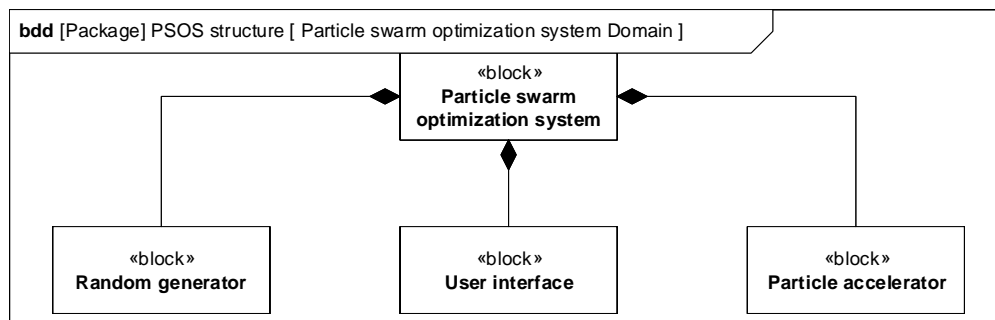 bdd [Package] PSOS structure [ Particle swarm optimization system Domain ]
«block»
Particle swarm
optimization system
«block»
Random generator
«block»
User interface
«block»
Particle accelerator